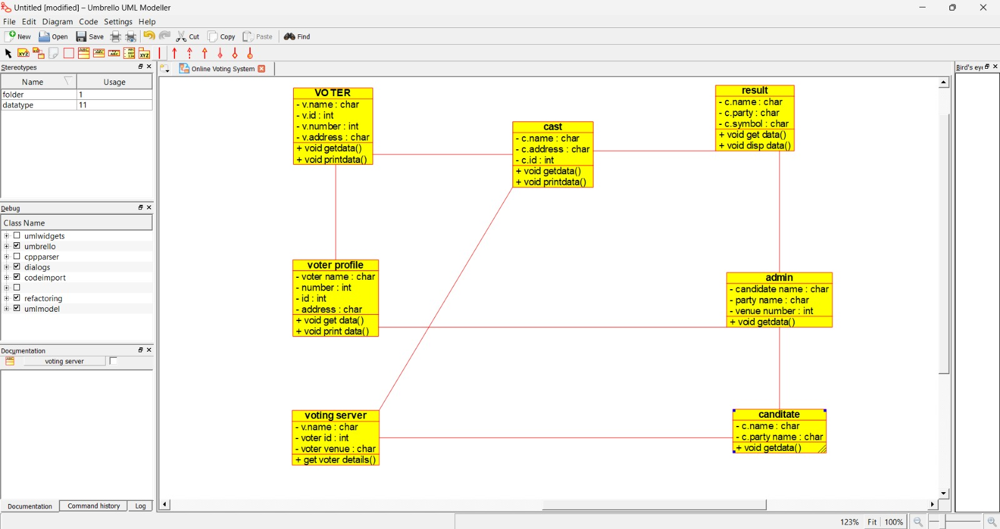 Untitled [modified] – Umbrello UML Modeller
File Edit Diagram Code Settings Help
New Open Save Cut Copy Paste Find
Stereotypes
Name Usage
folder 1
datatype 11
Debug
Class Name
umlwidgets
umbrello
cppparser
dialogs
codeimport
refactoring
umlmodel
Documentation
voting server
Documentation Command history Log
Online Voting System
VOTER
- v.name : char
- v.id : int
- v.number : int
- v.address : char
+ void getdata()
+ void printdata()
cast
- c.name : char
- c.address : char
- c.id : int
+ void getdata()
+ void printdata()
result
- c.name : char
- c.party : char
- c.symbol : char
+ void get data()
+ void disp data()
voter profile
- voter name : char
- number : int
- id : int
- address : char
+ void get data()
+ void print data()
admin
- candidate name : char
- party name : char
- venue number : int
+ void getdata()
voting server
- v.name : char
- voter id : int
- voter venue : char
+ get voter details()
canditate
- c.name : char
- c.party name : char
+ void getdata()
Bird's eye
123% Fit 100%